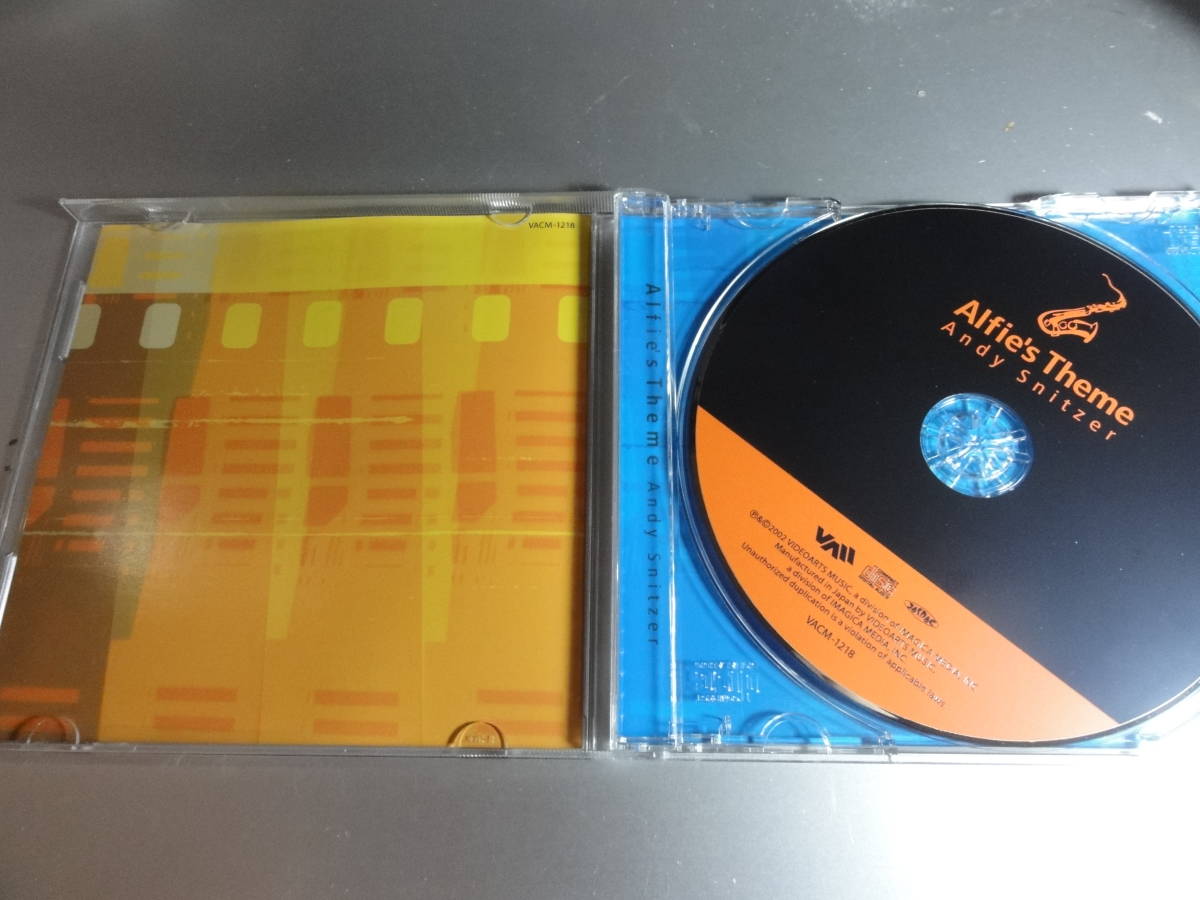 VACM-1218
Alfie's Theme Andy Snitzer
Alfie's Theme
Andy Snitzer
℗&©2002 VIDEOARTS MUSIC, a division of IMAGICA MEDIA, INC.
Manufactured in Japan by VIDEOARTS MUSIC,
a division of IMAGICA MEDIA, INC.
Unauthorized duplication is a violation of applicable laws
VACM-1218